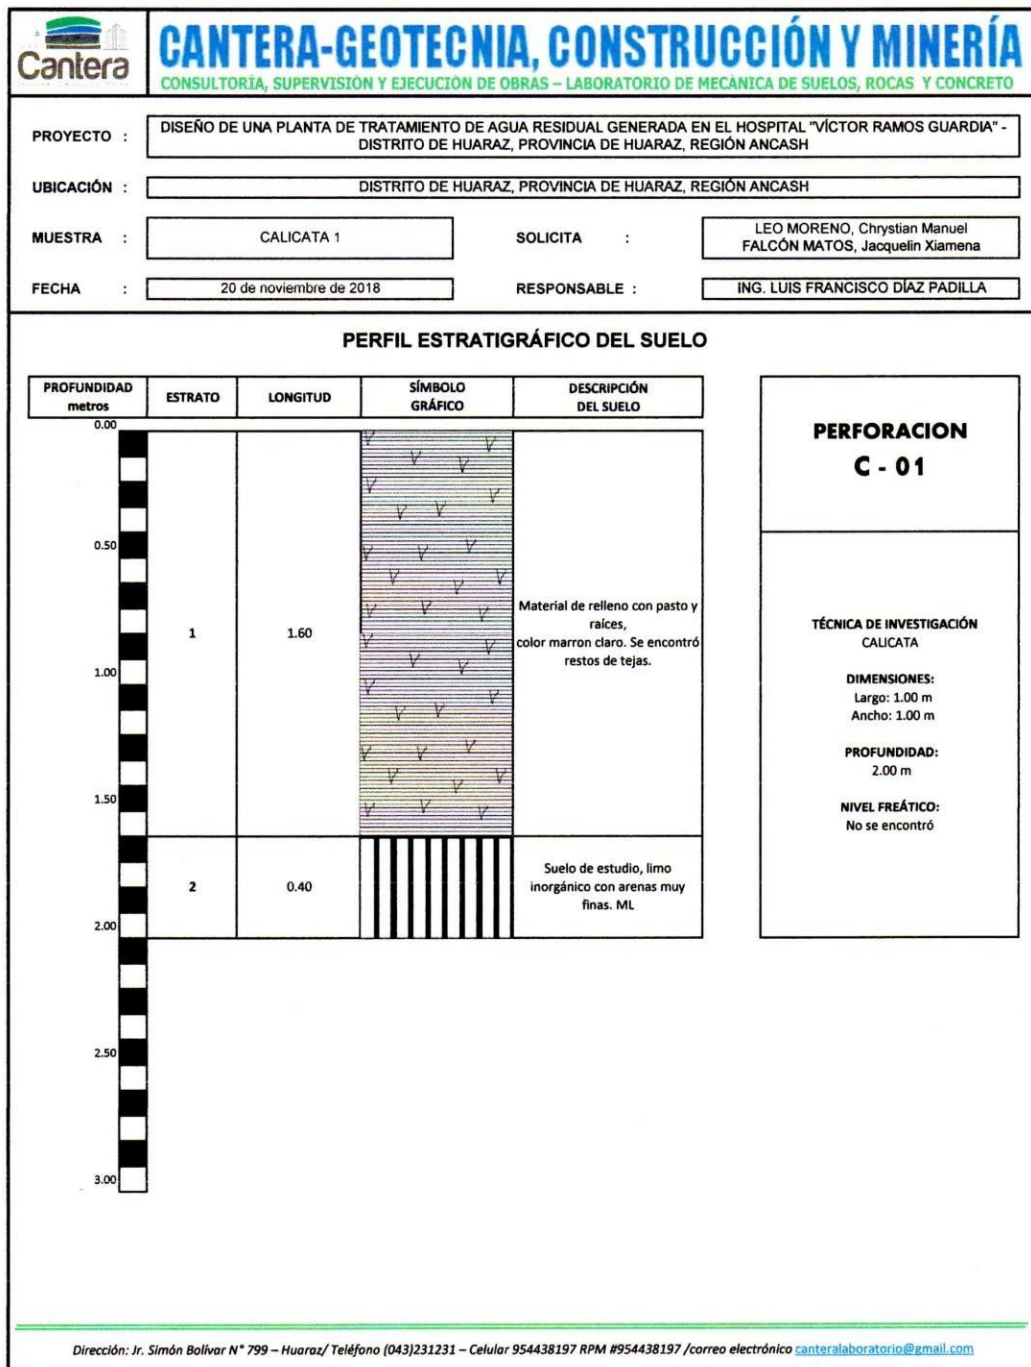 Cantera
CANTERA-GEOTECNIA, CONSTRUCCIÓN Y MINERÍA
CONSULTORÍA, SUPERVISIÓN Y EJECUCIÓN DE OBRAS – LABORATORIO DE MECÁNICA DE SUELOS, ROCAS Y CONCRETO
PROYECTO :
DISEÑO DE UNA PLANTA DE TRATAMIENTO DE AGUA RESIDUAL GENERADA EN EL HOSPITAL "VÍCTOR RAMOS GUARDIA" -
DISTRITO DE HUARAZ, PROVINCIA DE HUARAZ, REGIÓN ANCASH
UBICACIÓN :
DISTRITO DE HUARAZ, PROVINCIA DE HUARAZ, REGIÓN ANCASH
MUESTRA :
CALICATA 1
SOLICITA :
LEO MORENO, Chrystian Manuel
FALCÓN MATOS, Jacquelin Xiamena
FECHA :
20 de noviembre de 2018
RESPONSABLE :
ING. LUIS FRANCISCO DÍAZ PADILLA
PERFIL ESTRATIGRÁFICO DEL SUELO
PROFUNDIDAD
metros
ESTRATO
LONGITUD
SÍMBOLO
GRÁFICO
DESCRIPCIÓN
DEL SUELO
0.00
0.50
1.00
1.50
2.00
2.50
3.00
1
1.60
Material de relleno con pasto y
raíces,
color marron claro. Se encontró
restos de tejas.
2
0.40
Suelo de estudio, limo
inorgánico con arenas muy
finas. ML
PERFORACION
C - 01
TÉCNICA DE INVESTIGACIÓN
CALICATA
DIMENSIONES:
Largo: 1.00 m
Ancho: 1.00 m
PROFUNDIDAD:
2.00 m
NIVEL FREÁTICO:
No se encontró
Dirección: Jr. Simón Bolívar N° 799 – Huaraz/ Teléfono (043)231231 – Celular 954438197 RPM #954438197 /correo electrónico canteralaboratorio@gmail.com